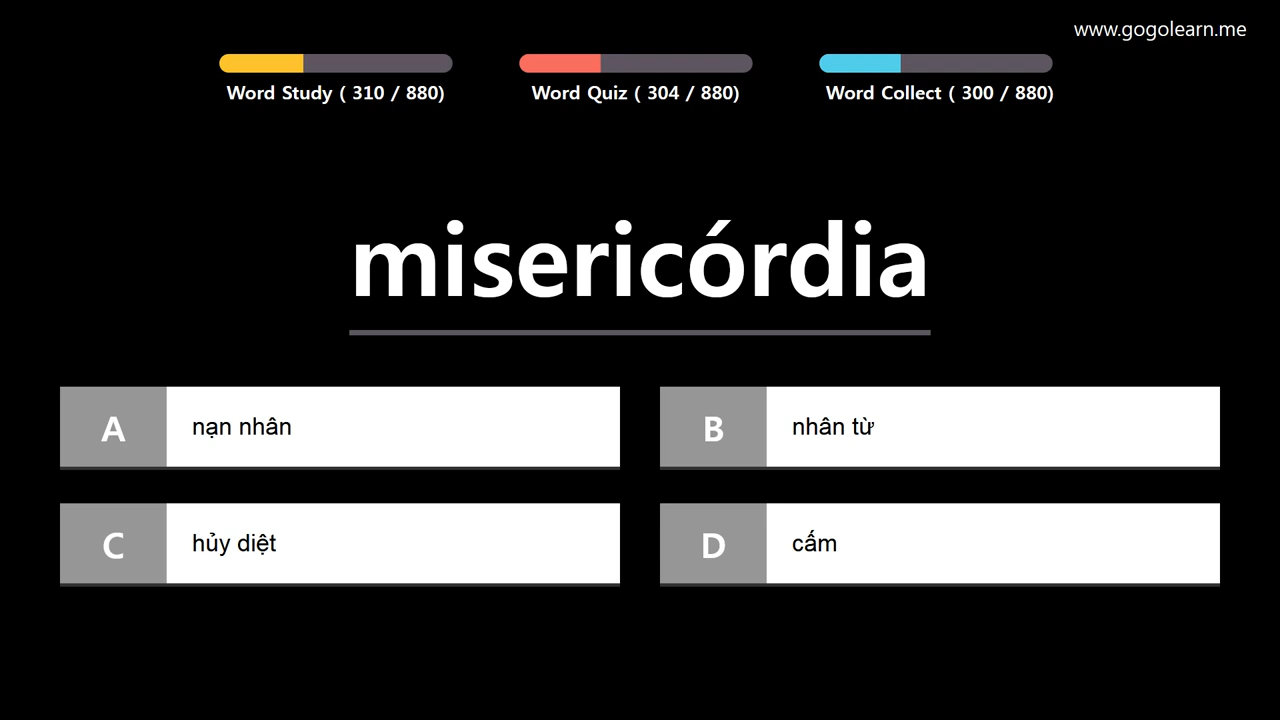 www.gogolearn.me
Word Study ( 310 / 880)
Word Quiz ( 304 / 880)
Word Collect ( 300 / 880)
misericórdia
A nạn nhân
B nhân từ
C hủy diệt
D cấm